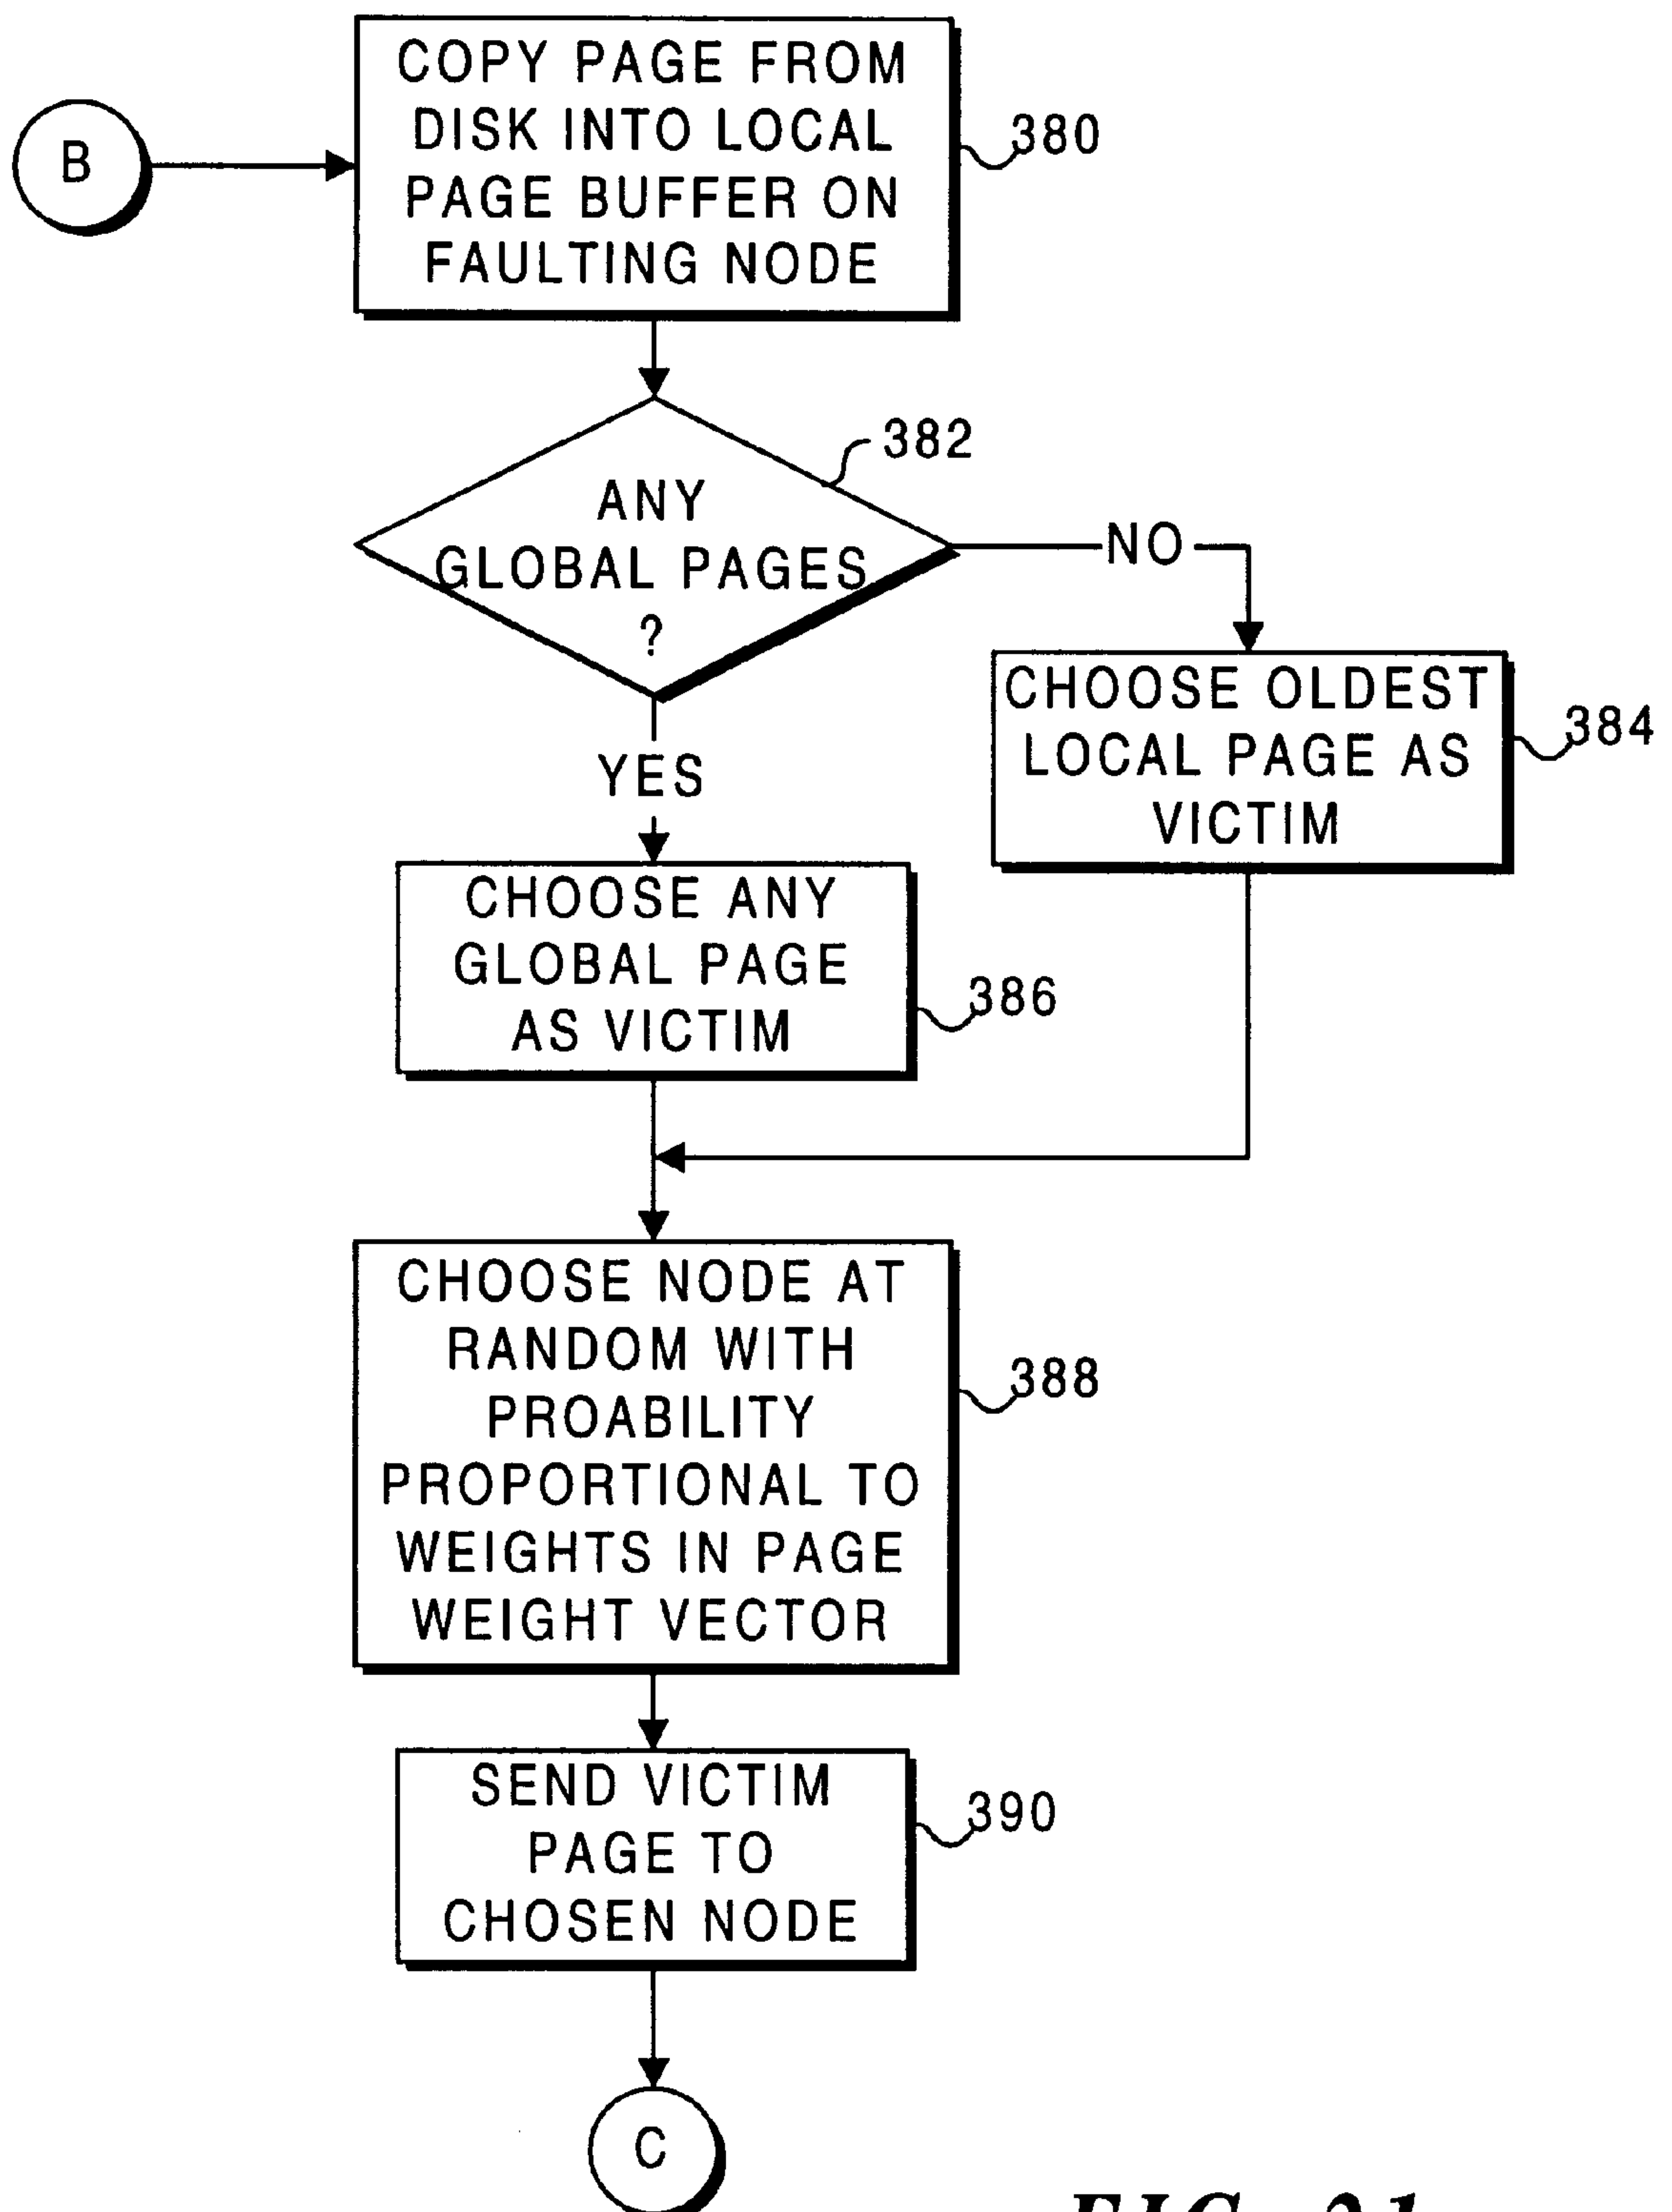 B
COPY PAGE FROM
DISK INTO LOCAL
PAGE BUFFER ON
FAULTING NODE
380
382
ANY
GLOBAL PAGES
?
NO
YES
CHOOSE OLDEST
LOCAL PAGE AS
VICTIM
384
CHOOSE ANY
GLOBAL PAGE
AS VICTIM
386
CHOOSE NODE AT
RANDOM WITH
PROABILITY
PROPORTIONAL TO
WEIGHTS IN PAGE
WEIGHT VECTOR
388
SEND VICTIM
PAGE TO
CHOSEN NODE
390
C